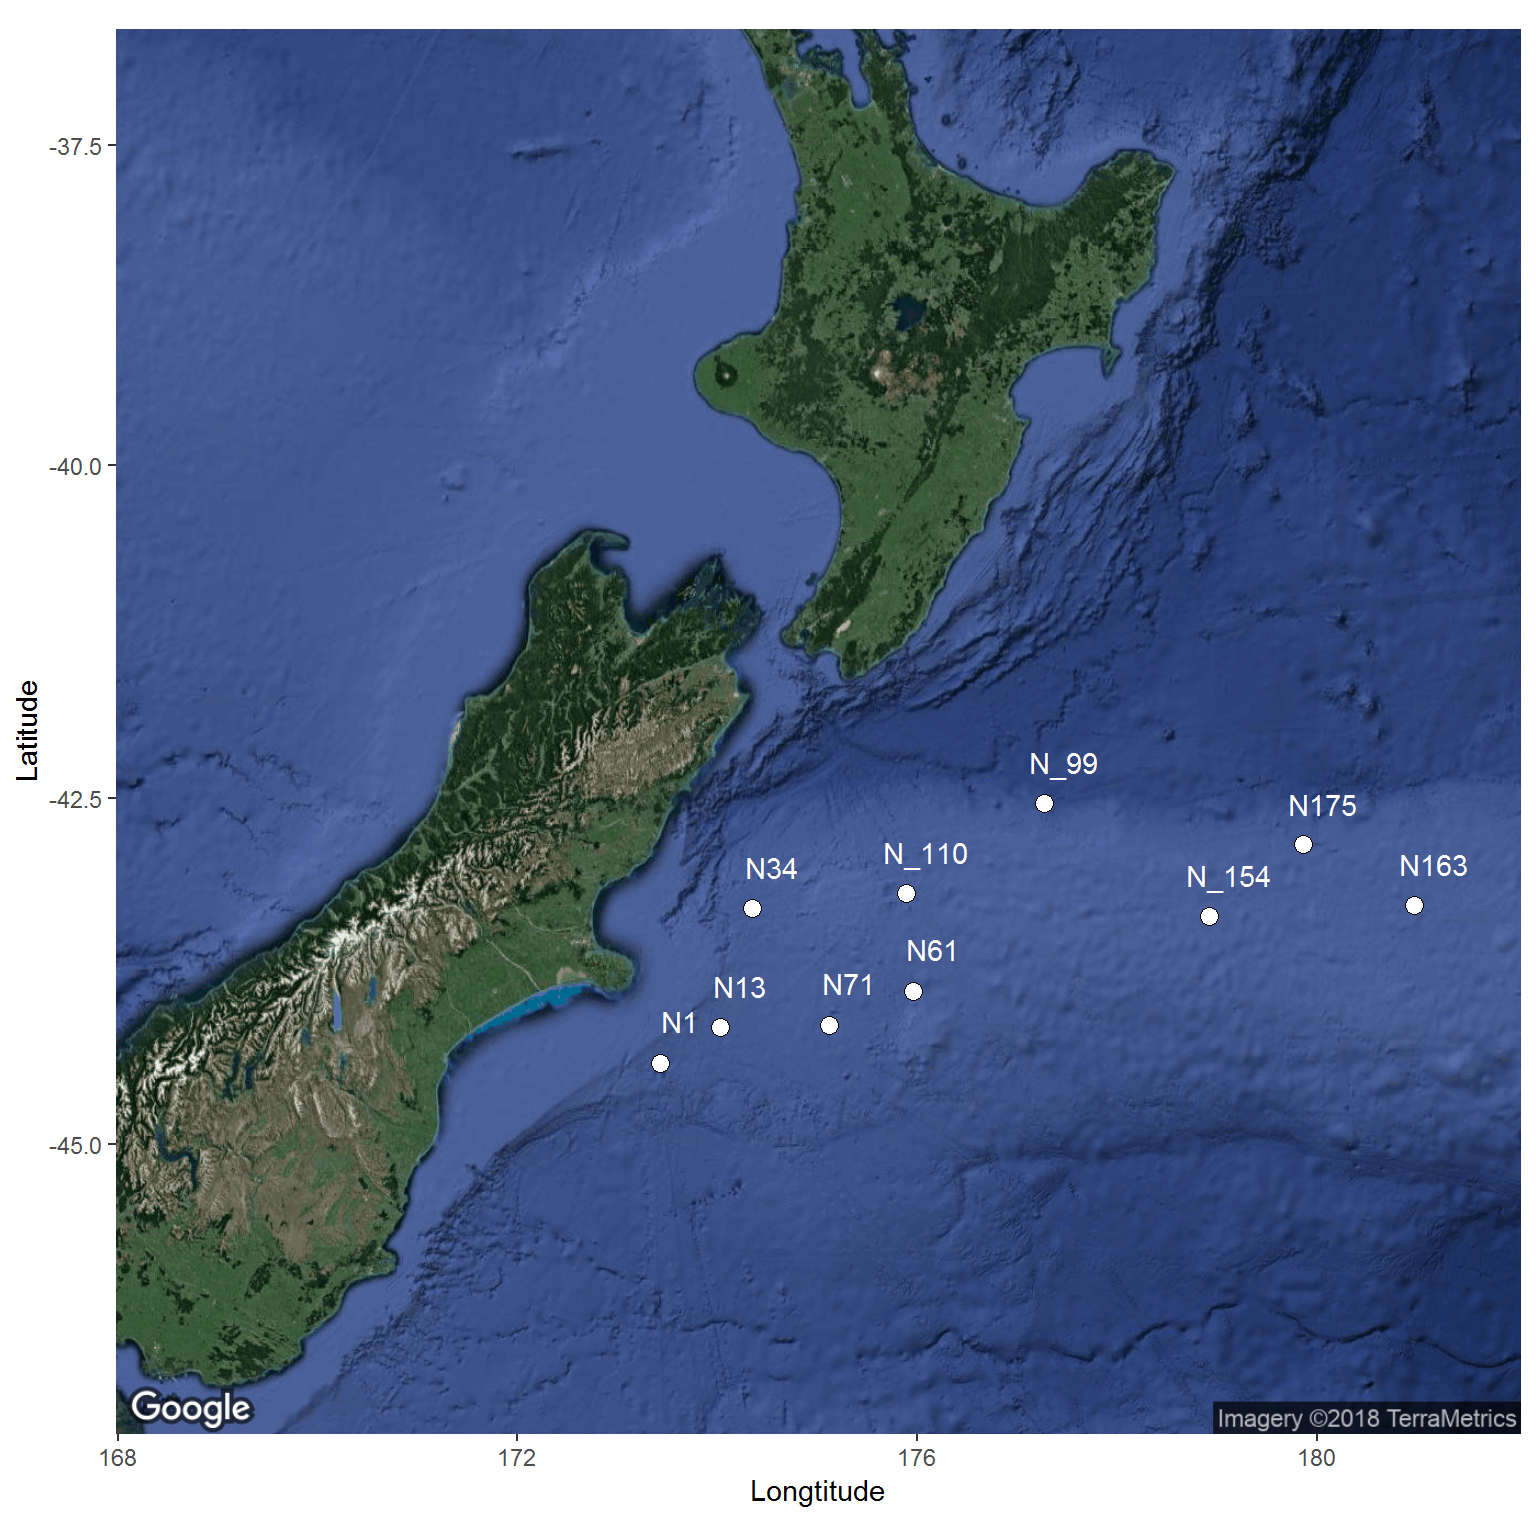 -37.5
-40.0
-42.5
-45.0
Latitude
N_99
N175
N_110
N34
N_154
N163
N61
N13
N71
N1
Google
Imagery ©2018 TerraMetrics
168
172
176
180
Longtitude